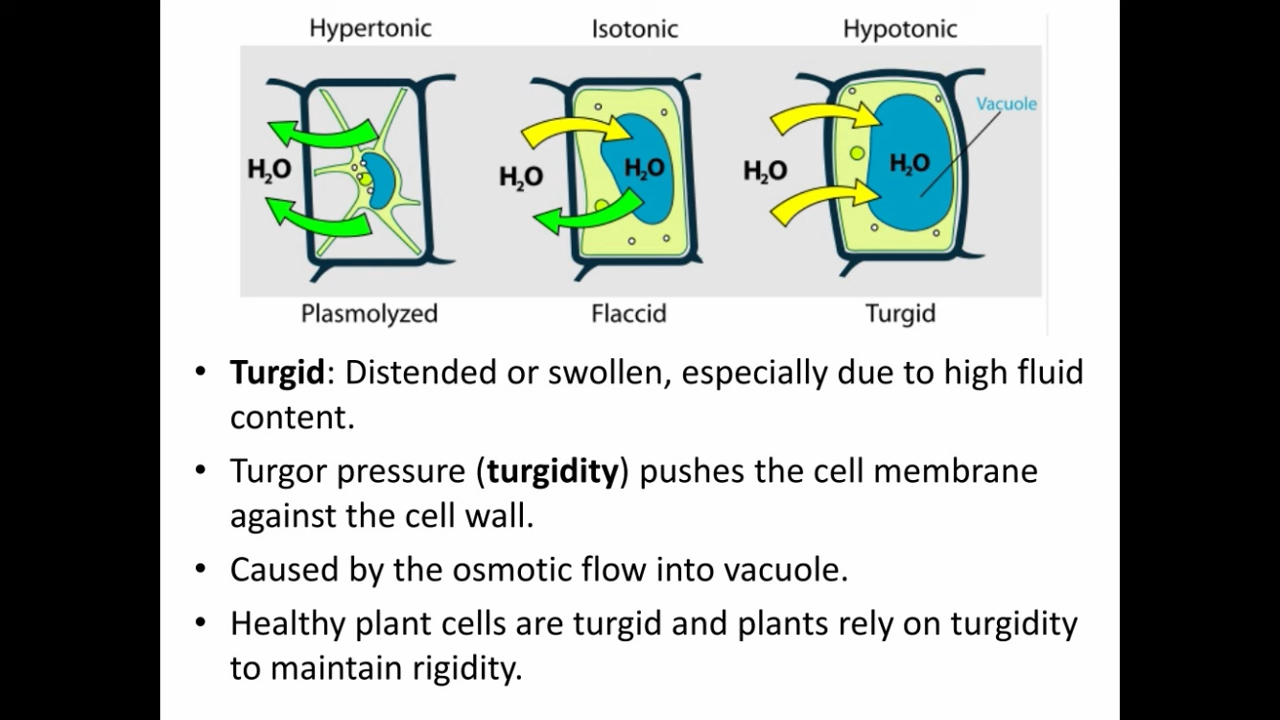 Hypertonic Isotonic Hypotonic
Vacuole
H₂O H₂O H₂O H₂O H₂O
Plasmolyzed Flaccid Turgid
• Turgid: Distended or swollen, especially due to high fluid
content.
• Turgor pressure (turgidity) pushes the cell membrane
against the cell wall.
• Caused by the osmotic flow into vacuole.
• Healthy plant cells are turgid and plants rely on turgidity
to maintain rigidity.